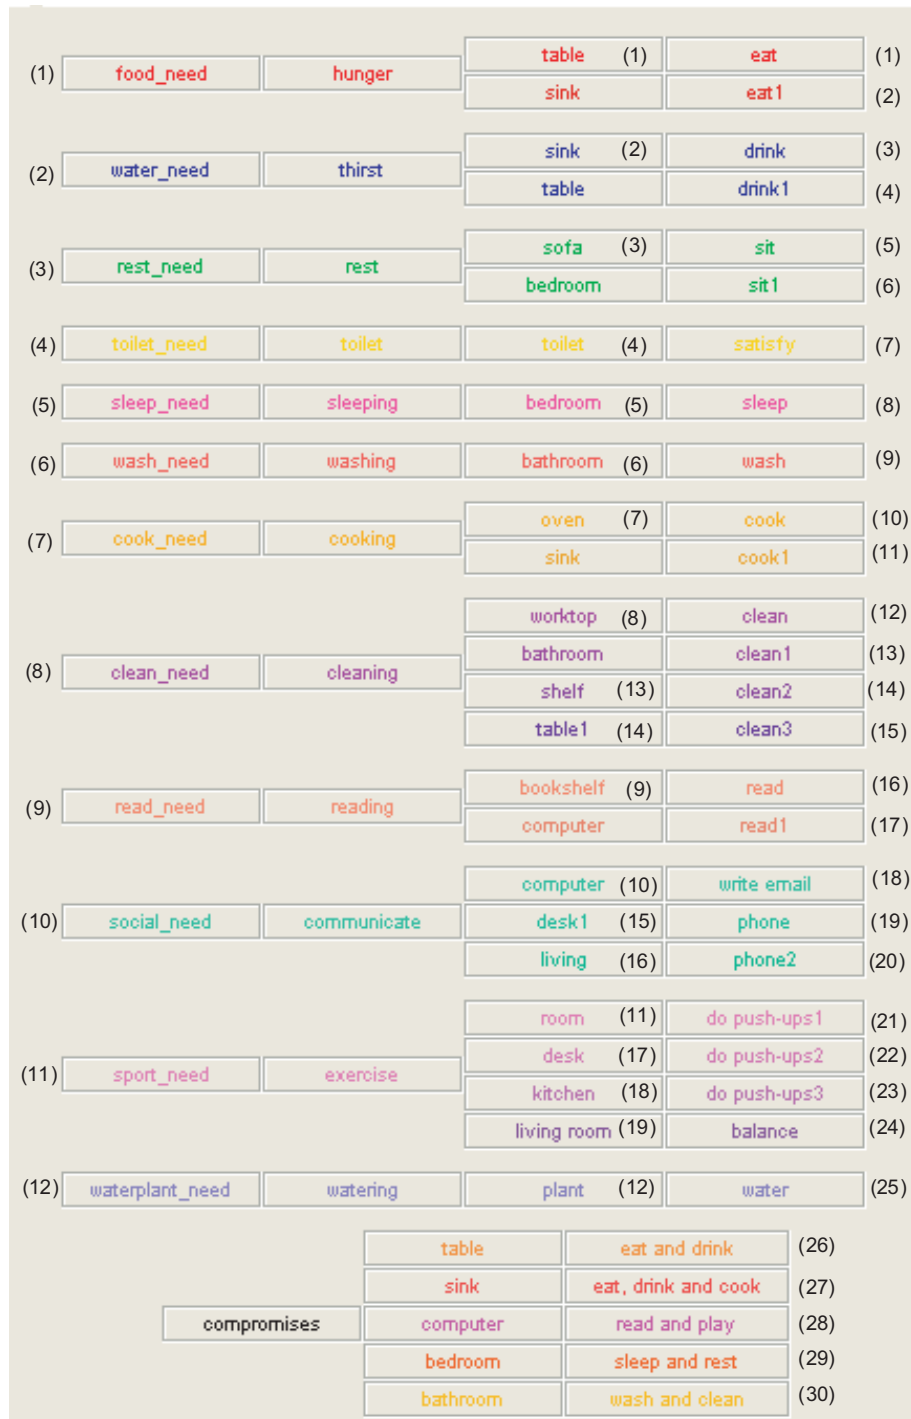 table (1) eat (1)
(1) food_need hunger
sink eat1 (2)
sink (2) drink (3)
(2) water_need thirst
table drink1 (4)
sofa (3) sit (5)
(3) rest_need rest
bedroom sit1 (6)
(4) toilet_need toilet toilet (4) satisfy (7)
(5) sleep_need sleeping bedroom (5) sleep (8)
(6) wash_need washing bathroom (6) wash (9)
oven (7) cook (10)
(7) cook_need cooking
sink cook1 (11)
worktop (8) clean (12)
bathroom clean1 (13)
(8) clean_need cleaning
shelf (13) clean2 (14)
table1 (14) clean3 (15)
bookshelf (9) read (16)
(9) read_need reading
computer read1 (17)
computer (10) write email (18)
(10) social_need communicate desk1 (15) phone (19)
living (16) phone2 (20)
room (11) do push-ups1 (21)
desk (17) do push-ups2 (22)
(11) sport_need exercise
kitchen (18) do push-ups3 (23)
living room (19) balance (24)
(12) waterplant_need watering plant (12) water (25)
table eat and drink (26)
sink eat, drink and cook (27)
compromises computer read and play (28)
bedroom sleep and rest (29)
bathroom wash and clean (30)